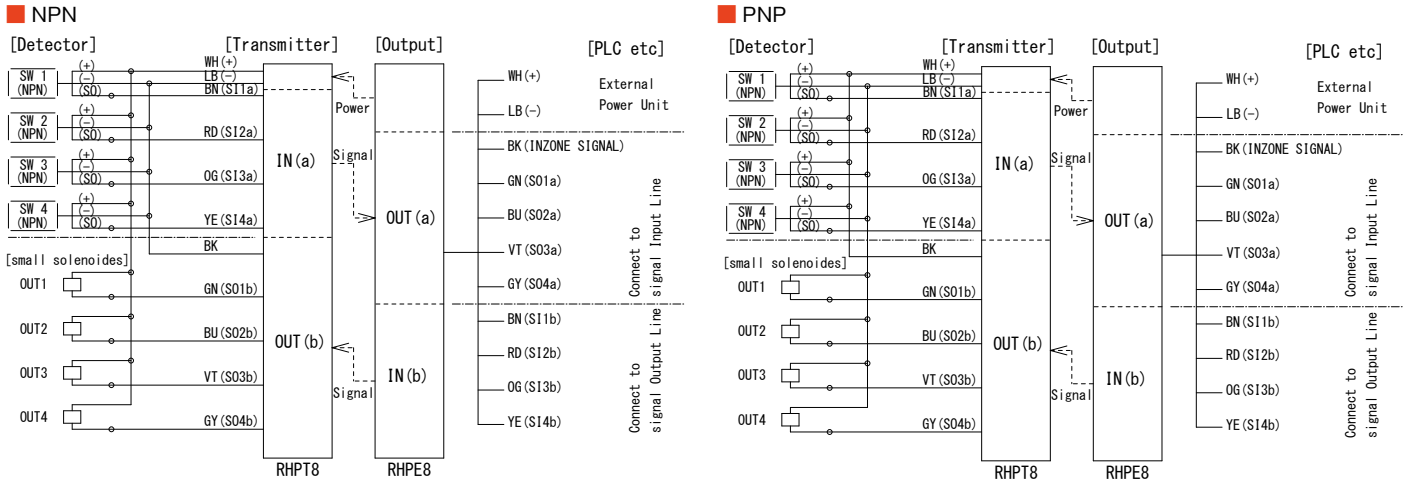 NPN
[Detector]
[Transmitter]
[Output]
[PLC etc]
SW 1
(NPN)
(+)
(−)
(SO)
WH(+)
LB(−)
BN(SI1a)
SW 2
(NPN)
(+)
(−)
(SO)
RD(SI2a)
SW 3
(NPN)
(+)
(−)
(SO)
OG(SI3a)
SW 4
(NPN)
(+)
(−)
(SO)
YE(SI4a)
BK
[small solenoides]
OUT1
GN(SO1b)
OUT2
BU(SO2b)
OUT3
VT(SO3b)
OUT4
GY(SO4b)
IN(a)
OUT(b)
RHPT8
Power
Signal
Signal
OUT(a)
IN(b)
RHPE8
WH(+)
LB(−)
External
Power Unit
BK(INZONE SIGNAL)
GN(SO1a)
BU(SO2a)
VT(SO3a)
GY(SO4a)
Connect to
signal Input Line
BN(SI1b)
RD(SI2b)
OG(SI3b)
YE(SI4b)
Connect to
signal Output Line
PNP
[Detector]
[Transmitter]
[Output]
[PLC etc]
SW 1
(NPN)
(+)
(−)
(SO)
WH(+)
LB(−)
BN(SI1a)
SW 2
(NPN)
(+)
(−)
(SO)
RD(SI2a)
SW 3
(NPN)
(+)
(−)
(SO)
OG(SI3a)
SW 4
(NPN)
(+)
(−)
(SO)
YE(SI4a)
BK
[small solenoides]
OUT1
GN(SO1b)
OUT2
BU(SO2b)
OUT3
VT(SO3b)
OUT4
GY(SO4b)
IN(a)
OUT(b)
RHPT8
Power
Signal
Signal
OUT(a)
IN(b)
RHPE8
WH(+)
LB(−)
External
Power Unit
BK(INZONE SIGNAL)
GN(SO1a)
BU(SO2a)
VT(SO3a)
GY(SO4a)
Connect to
signal Input Line
BN(SI1b)
RD(SI2b)
OG(SI3b)
YE(SI4b)
Connect to
signal Output Line